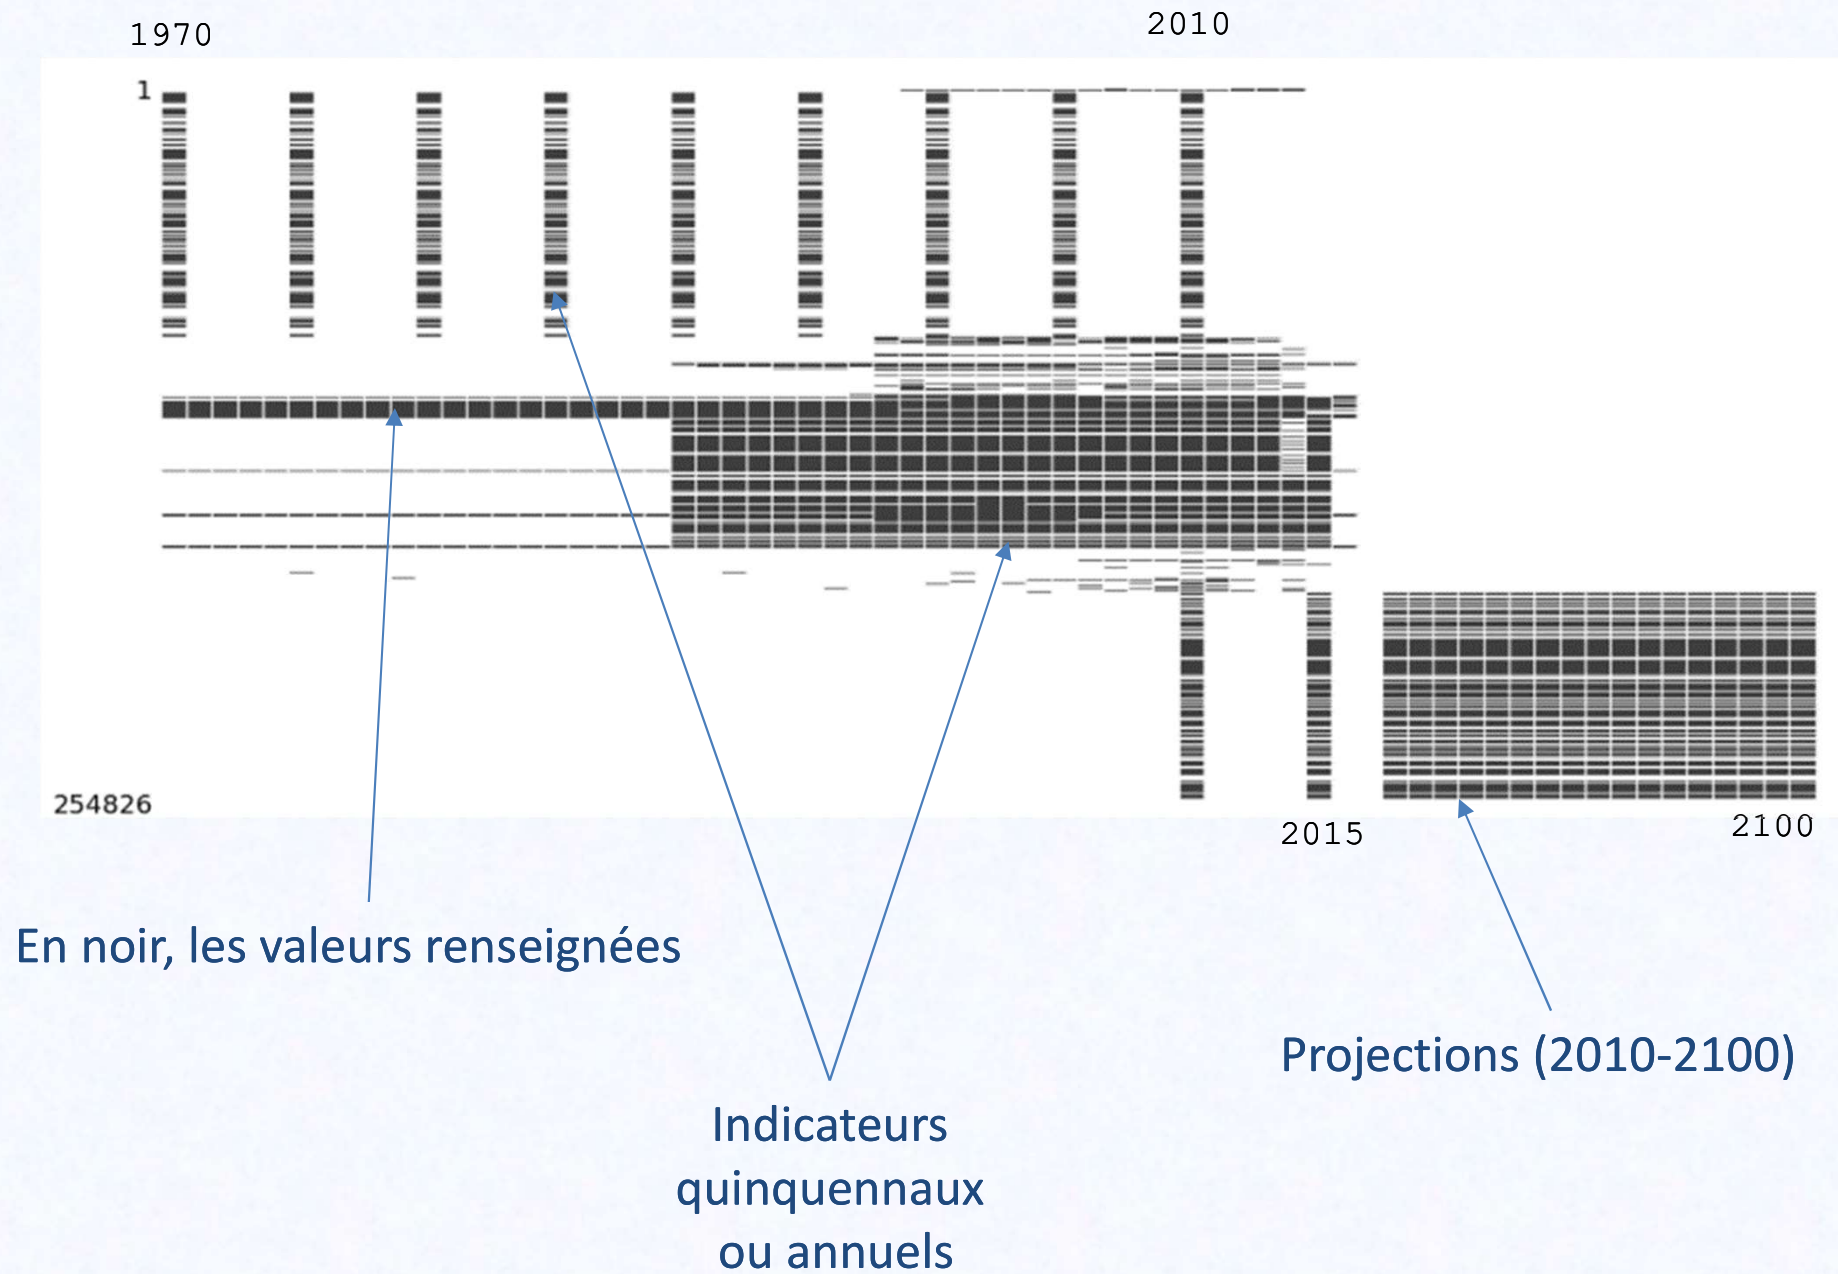 1970
2010
1
254826
2015
2100
En noir, les valeurs renseignées
Projections (2010-2100)
Indicateurs
quinquennaux
ou annuels